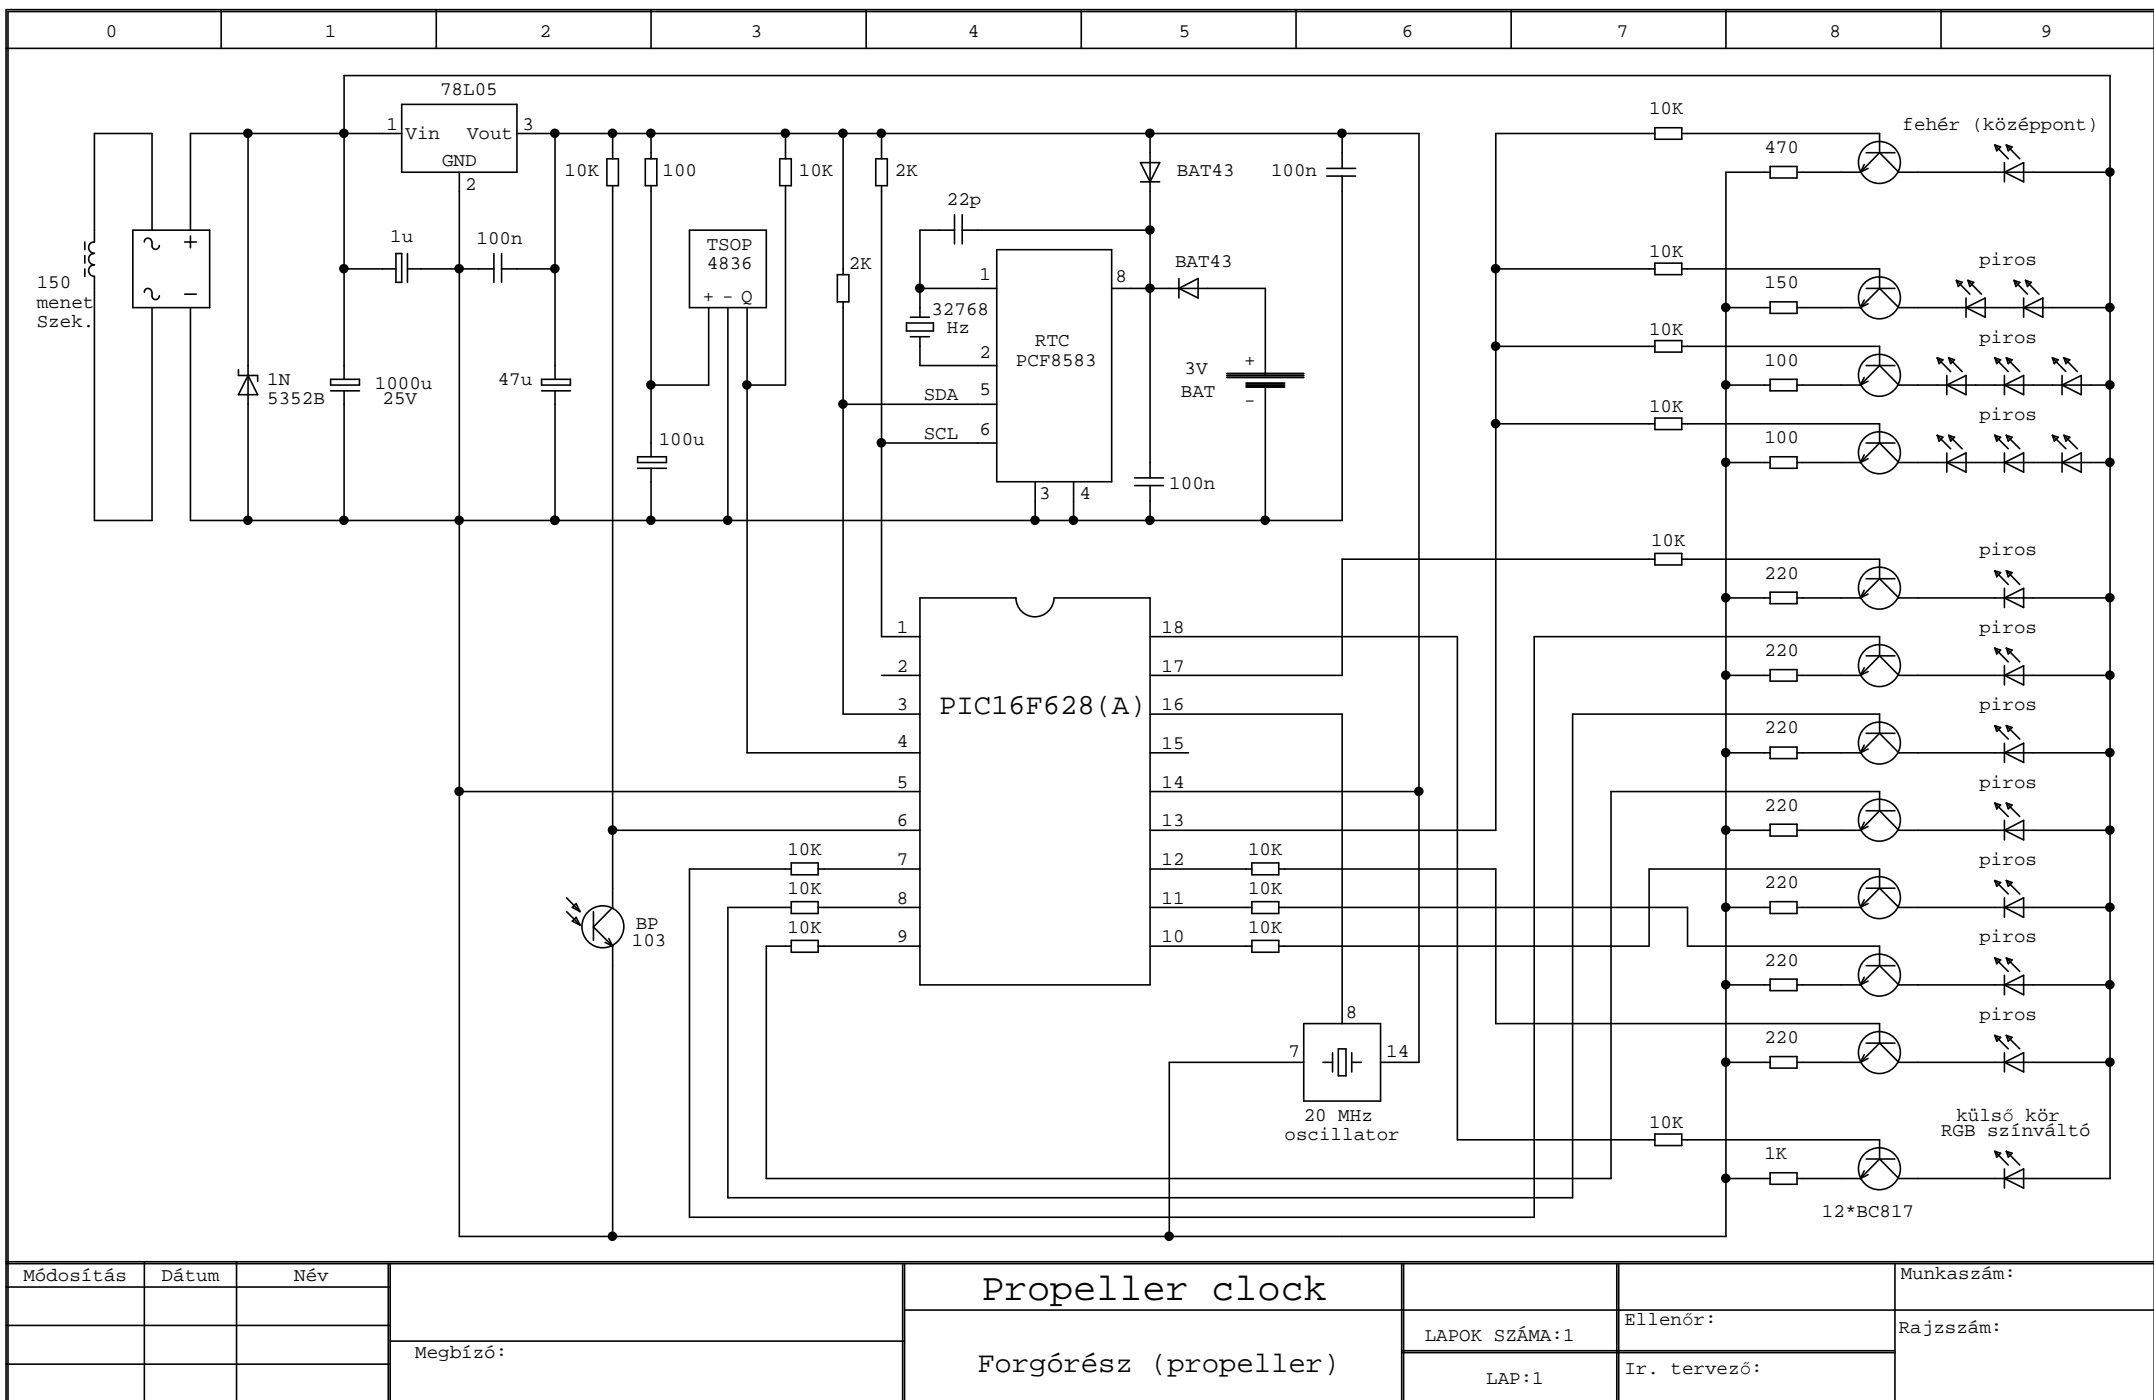 0 1 2 3 4 5 6 7 8 9
78L05
1 Vin Vout 3
GND
2
10K
100
10K
2K
BAT43
100n
10K
fehér (középpont)
470
22p
1u
100n
TSOP
4836
+ - Q
2K
150
menet
Szek.
+
-
1
8
BAT43
32768
Hz
2
RTC
PCF8583
10K
piros
150
10K
piros
100
1N
5352B
1000u
25V
47u
SDA 5
SCL 6
3V
BAT
+
-
10K
piros
100
100u
3 4
100n
10K
piros
220
1
2
3
4
5
6
7
8
9
PIC16F628(A)
18
17
16
15
14
13
12
11
10
piros
220
piros
220
piros
220
10K
10K
10K
10K
10K
10K
piros
220
BP
103
piros
220
piros
220
8
7
14
20 MHz
oscillator
10K
külső kör
RGB színváltó
1K
12*BC817
Módosítás Dátum Név
Megbízó:
Propeller clock
Forgórész (propeller)
LAPOK SZÁMA:1
LAP:1
Ellenőr:
Ir. tervező:
Munkaszám:
Rajzszám: